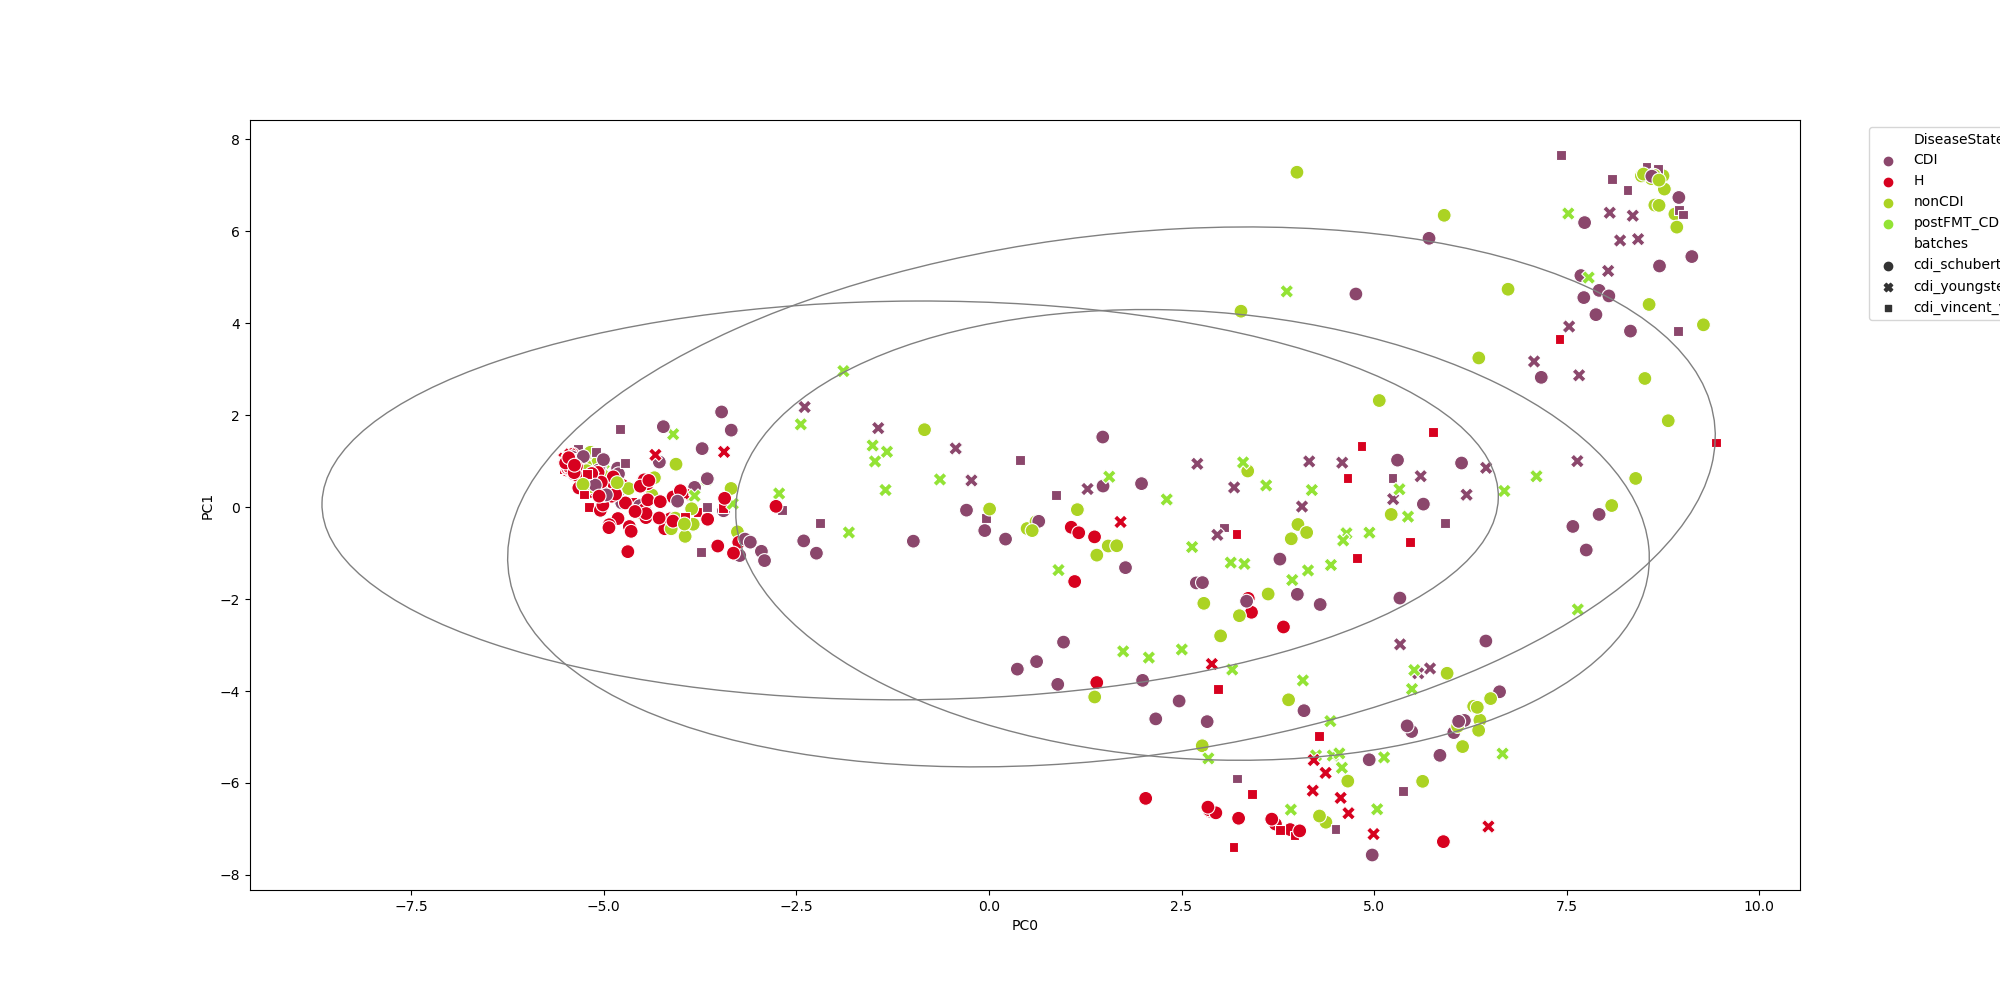 8
6
4
2
0
−2
−4
−6
−8
PC1
−7.5 −5.0 −2.5 0.0 2.5 5.0 7.5 10.0
PC0
DiseaseState
CDI
H
nonCDI
postFMT_CD
batches
cdi_schubert
cdi_youngste
cdi_vincent_